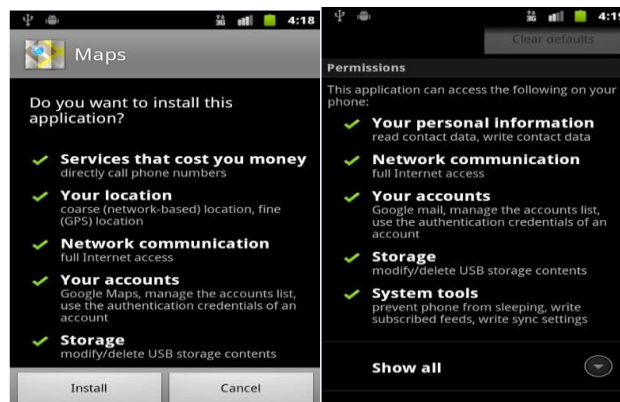 4:18
Maps
Do you want to install this
application?
Services that cost you money
directly call phone numbers
Your location
coarse (network-based) location, fine
(GPS) location
Network communication
full Internet access
Your accounts
Google Maps, manage the accounts list,
use the authentication credentials of an
account
Storage
modify/delete USB storage contents
Install
Cancel
3G
4:19
Clear defaults
Permissions
This application can access the following on your
phone:
Your personal information
read contact data, write contact data
Network communication
full Internet access
Your accounts
Google mail, manage the accounts list,
use the authentication credentials of an
account
Storage
modify/delete USB storage contents
System tools
prevent phone from sleeping, write
subscribed feeds, write sync settings
Show all